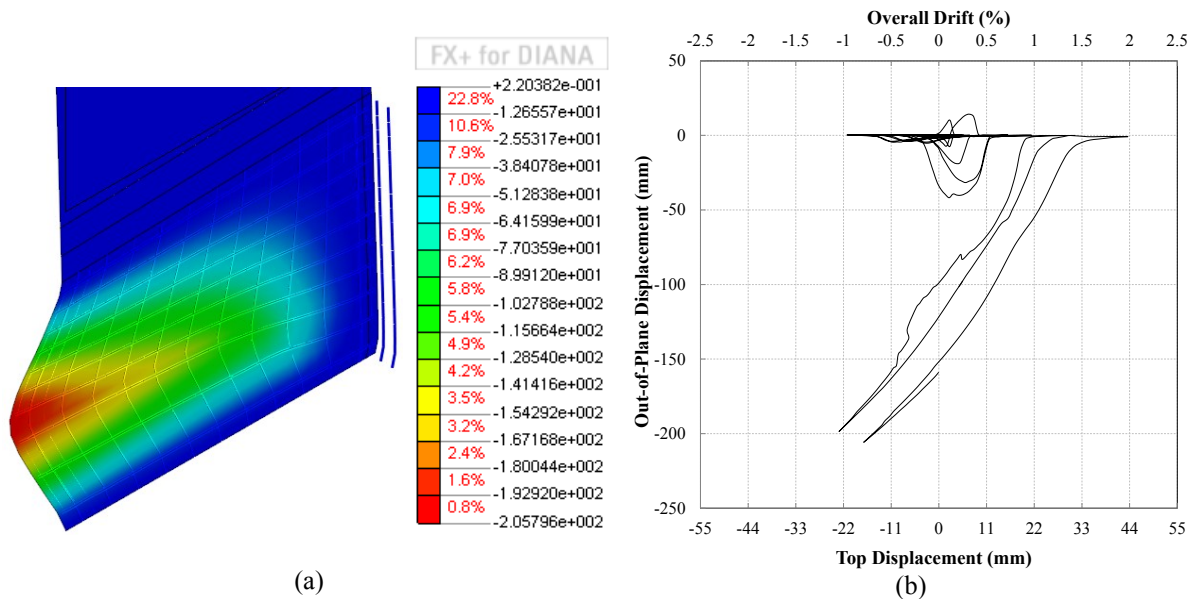 FX+ for DIANA
+2.20382e-001
22.8%
-1.26557e+001
10.6%
-2.55317e+001
7.9%
-3.84078e+001
7.0%
-5.12838e+001
6.9%
-6.41599e+001
6.9%
-7.70359e+001
6.2%
-8.99120e+001
5.8%
-1.02788e+002
5.4%
-1.15664e+002
4.9%
-1.28540e+002
4.2%
-1.41416e+002
3.5%
-1.54292e+002
3.2%
-1.67168e+002
2.4%
-1.80044e+002
1.6%
-1.92920e+002
0.8%
-2.05796e+002
(a)
Overall Drift (%)
-2.5 -2 -1.5 -1 -0.5 0 0.5 1 1.5 2 2.5
Out-of-Plane Displacement (mm)
50
0
-50
-100
-150
-200
-250
-55 -44 -33 -22 -11 0 11 22 33 44 55
Top Displacement (mm)
(b)